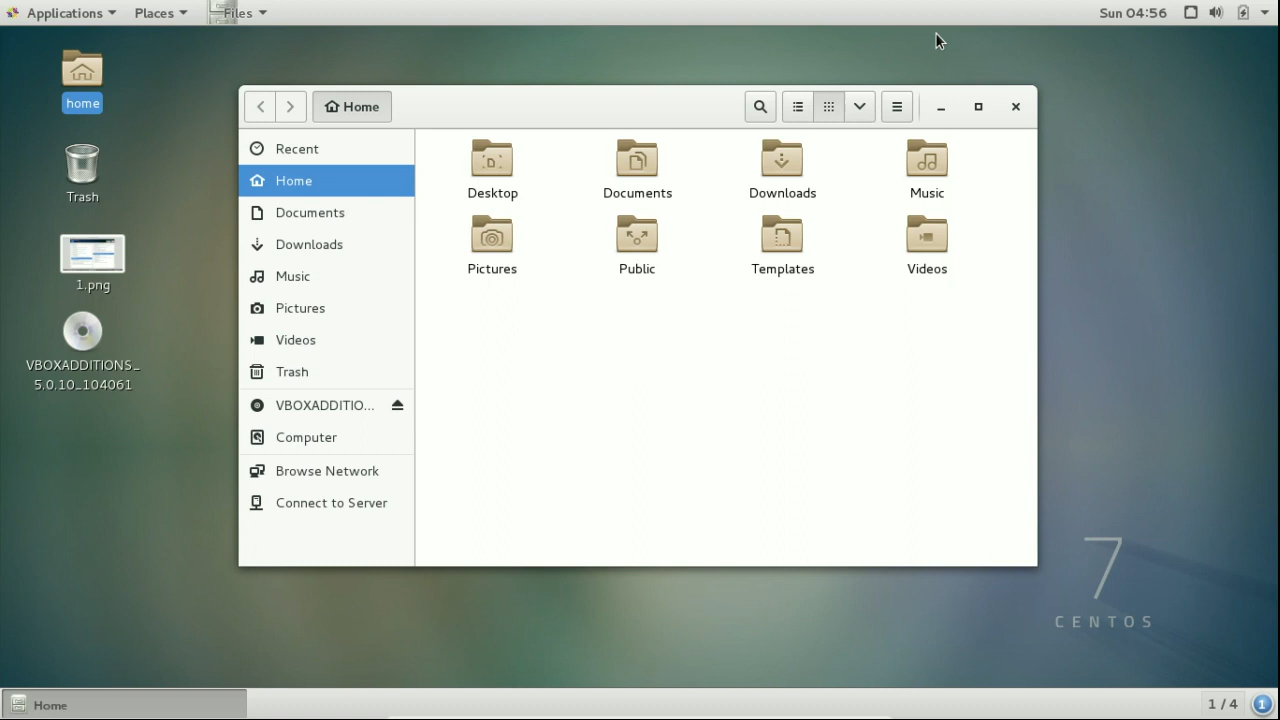 Applications Places Files Sun 04:56
home
Trash
1.png
VBOXADDITIONS_
5.0.10_104061
Home
Recent
Home
Documents
Downloads
Music
Pictures
Videos
Trash
VBOXADDITIO...
Computer
Browse Network
Connect to Server
Desktop Documents Downloads Music
Pictures Public Templates Videos
7
CENTOS
Home 1 / 4 1